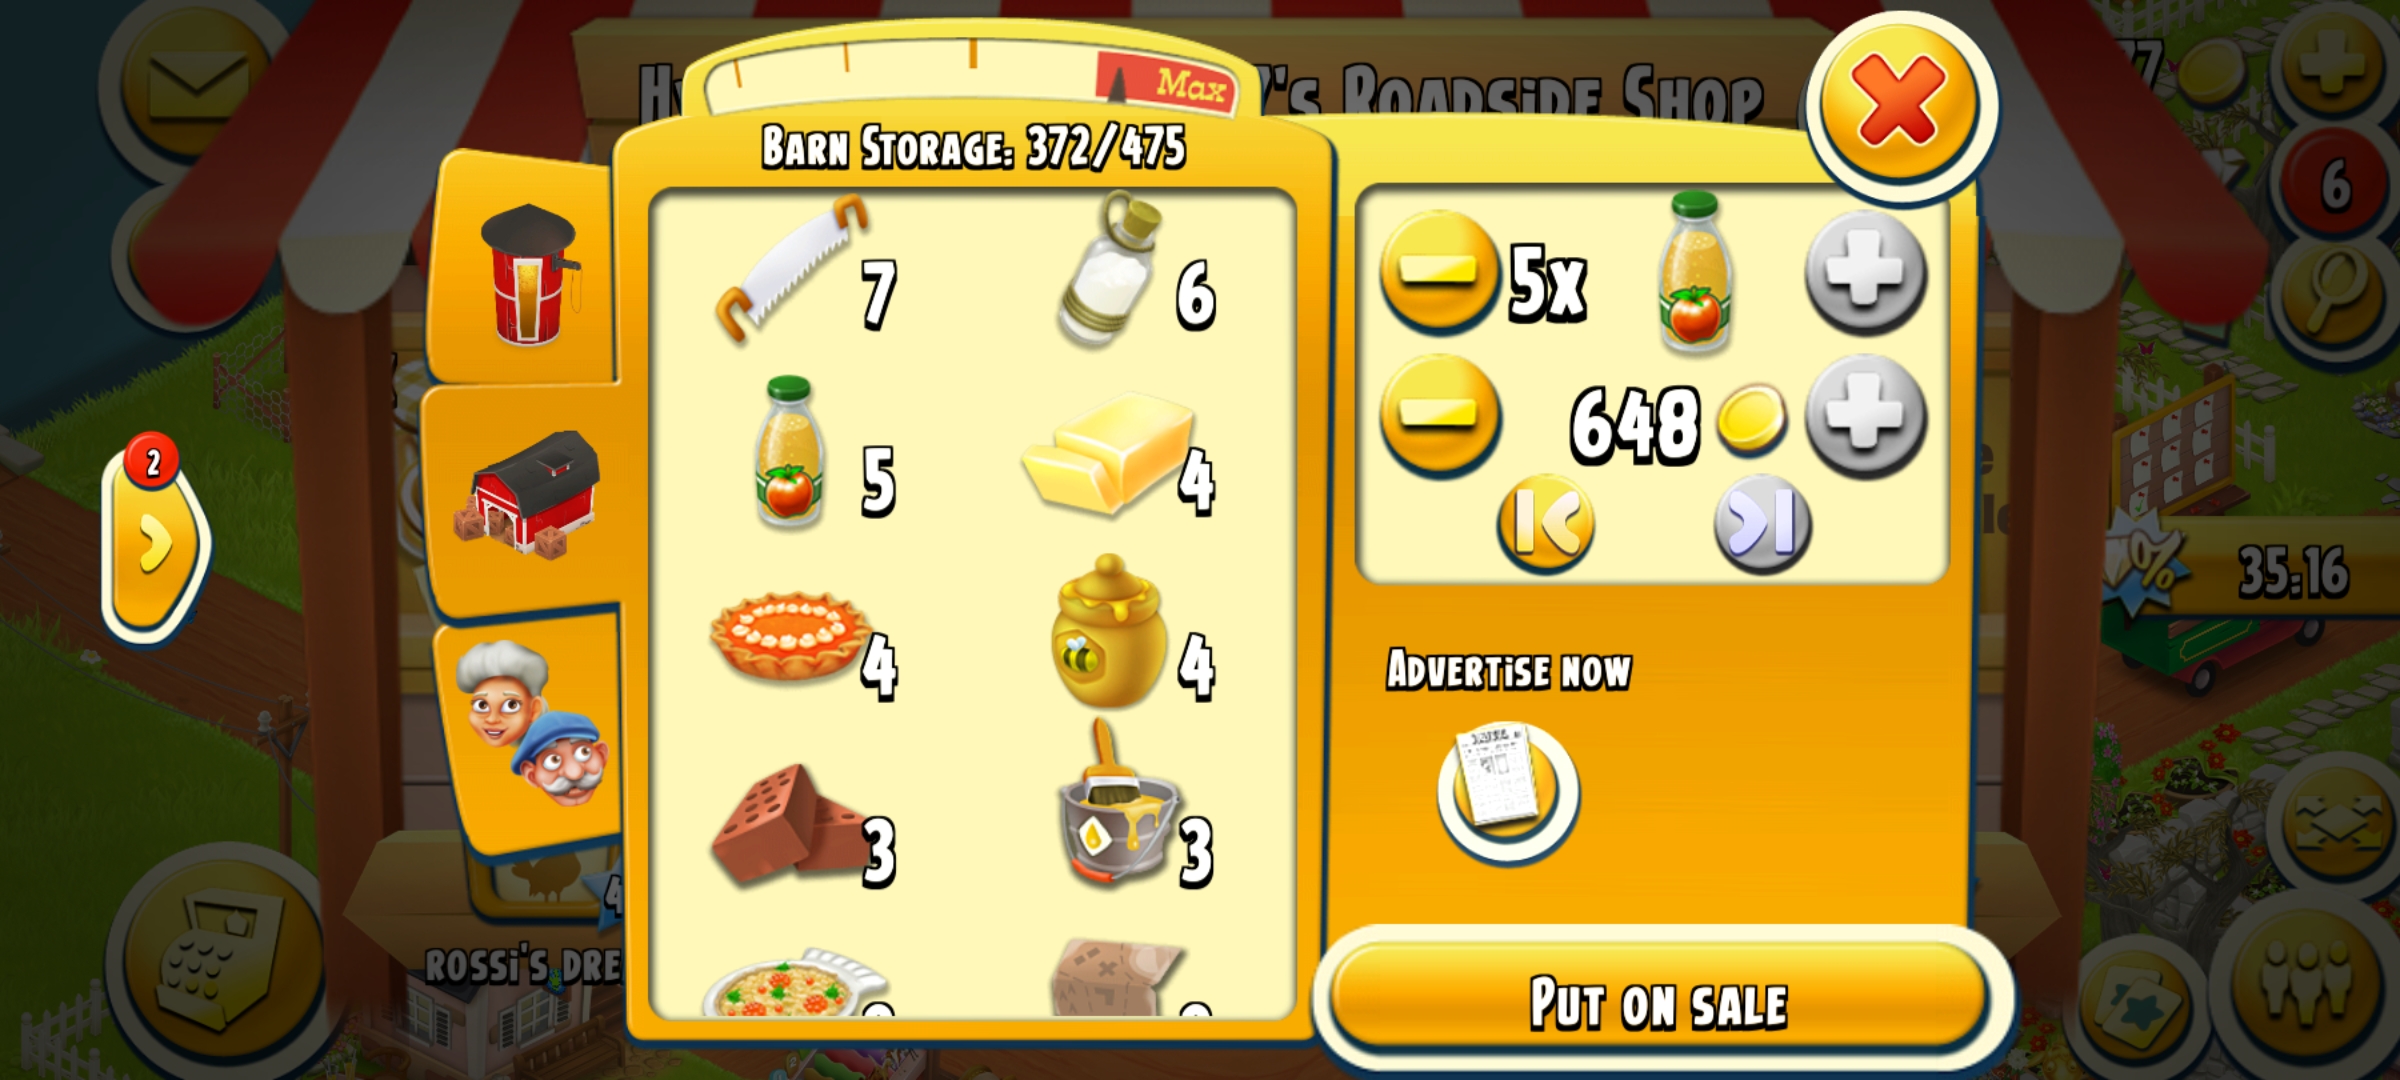 Max
's Roadside Shop
Barn Storage: 372/475
7
6
5
4
4
4
3
3
5x
648
Advertise now
Put on sale
2
6
35:16
Rossi's Dre